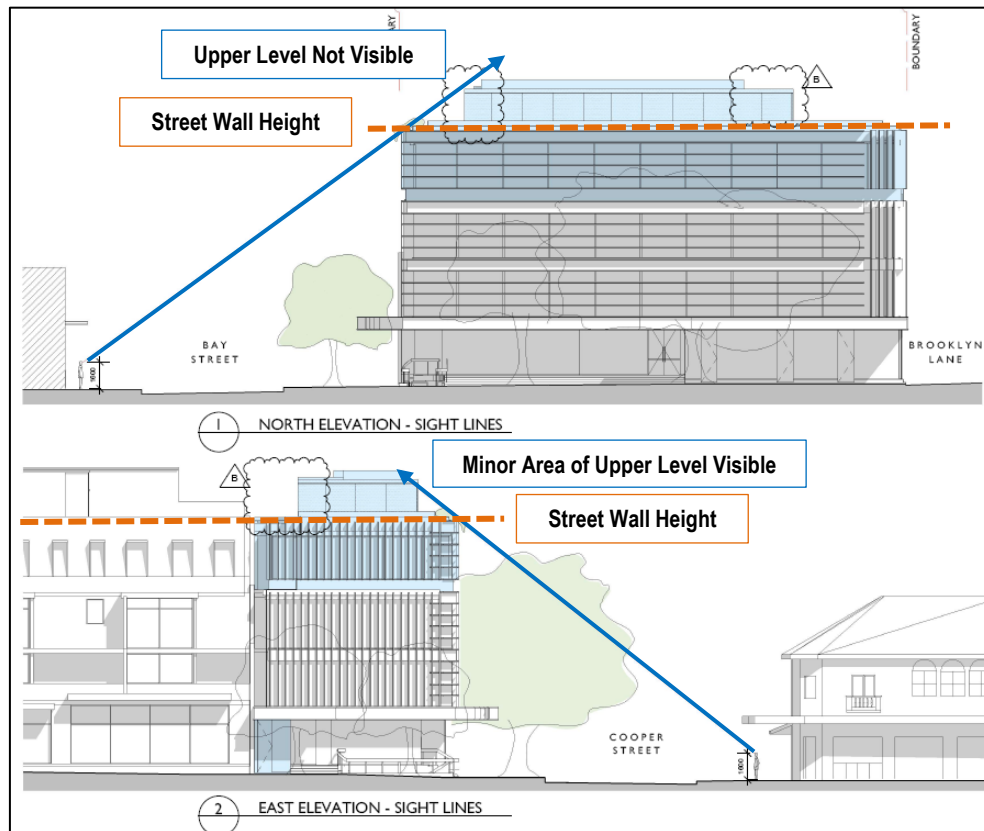 ARY
Upper Level Not Visible
BOUNDARY
B
Street Wall Height
BAY
STREET
BROOKLYN
LANE
1600
1 NORTH ELEVATION - SIGHT LINES
B
Minor Area of Upper Level Visible
Street Wall Height
COOPER
STREET
1600
2 EAST ELEVATION - SIGHT LINES